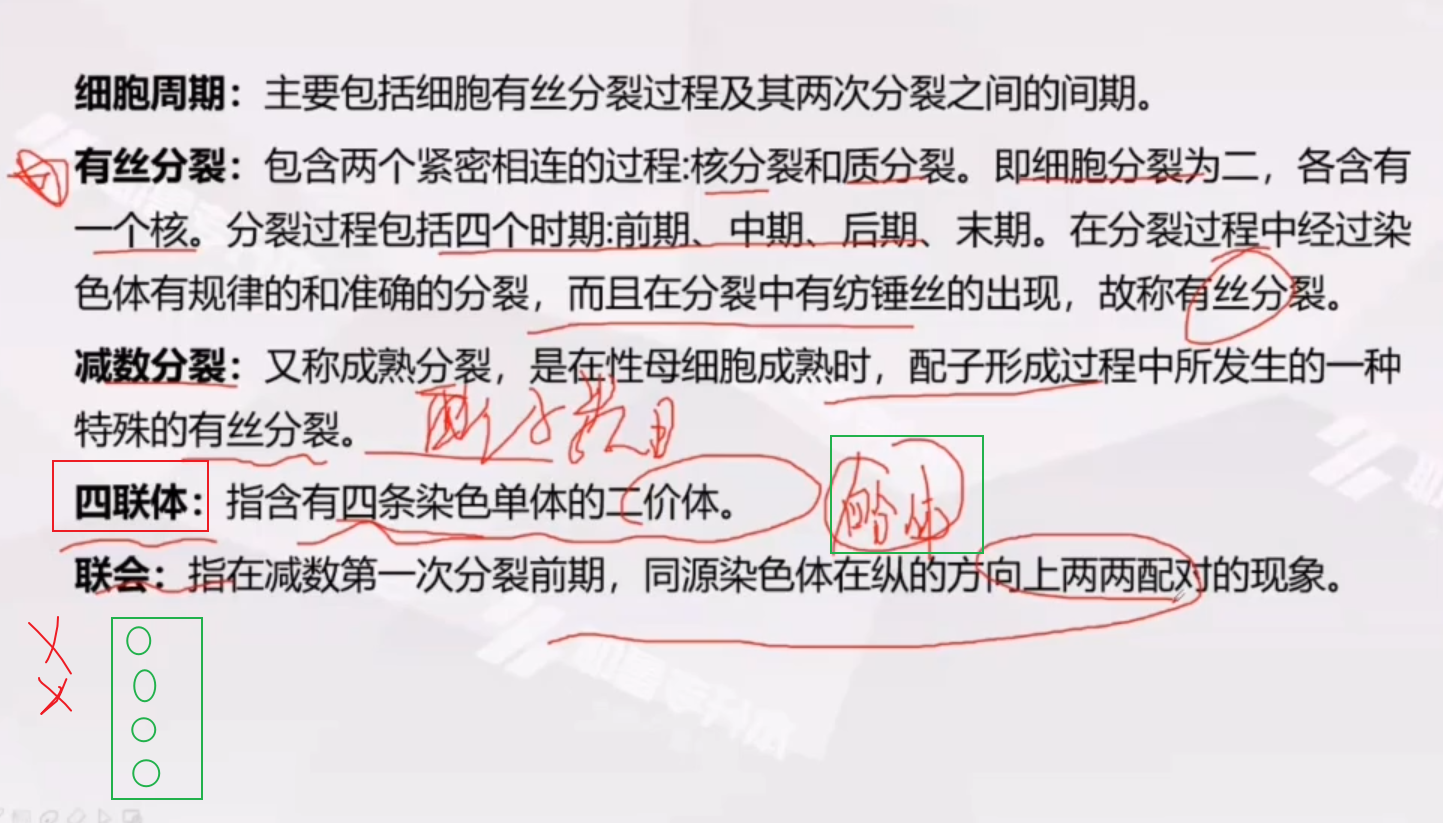 细胞周期：主要包括细胞有丝分裂过程及其两次分裂之间的间期。
有丝分裂：包含两个紧密相连的过程:核分裂和质分裂。即细胞分裂为二，各含有
一个核。分裂过程包括四个时期:前期、中期、后期、末期。在分裂过程中经过染
色体有规律的和准确的分裂，而且在分裂中有纺锤丝的出现，故称有丝分裂。
减数分裂：又称成熟分裂，是在性母细胞成熟时，配子形成过程中所发生的一种
特殊的有丝分裂。
四联体：指含有四条染色单体的二价体。
联会：指在减数第一次分裂前期，同源染色体在纵的方向上两两配对的现象。